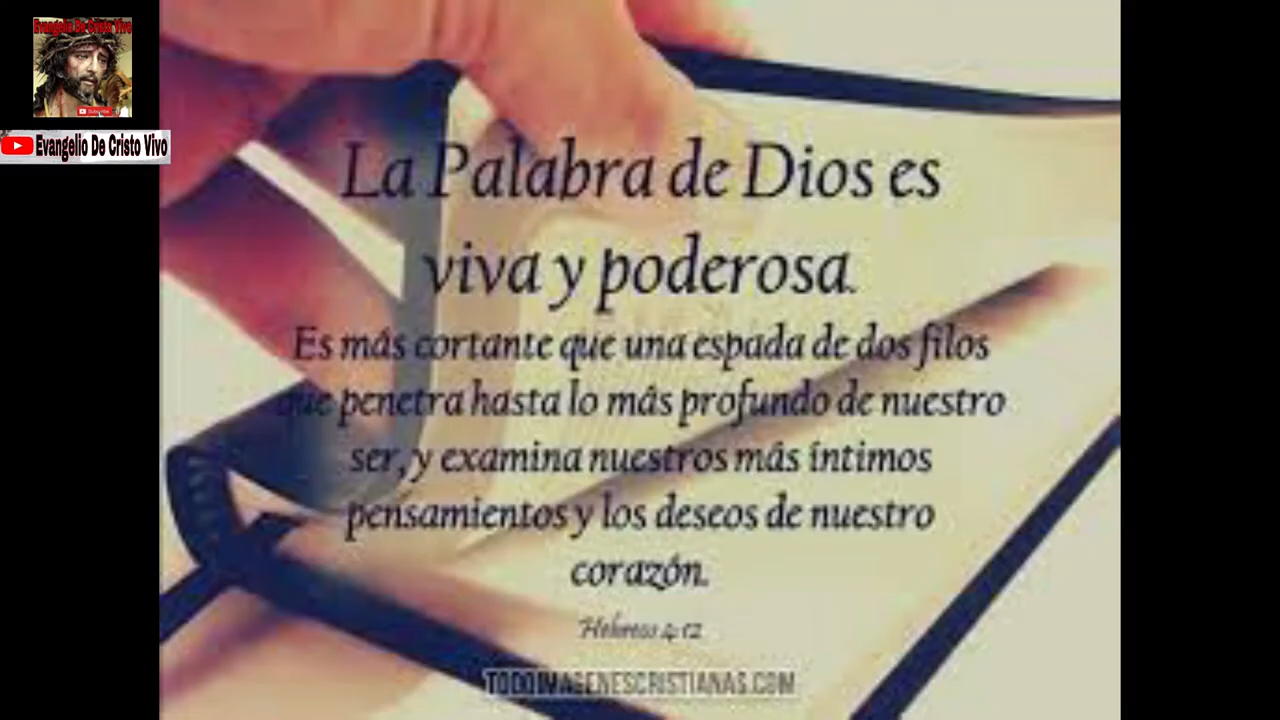 Evangelio De Cristo Vivo
Evangelio De Cristo Vivo
La Palabra de Dios es
viva y poderosa.
Es más cortante que una espada de dos filos
que penetra hasta lo más profundo de nuestro
ser, y examina nuestros más íntimos
pensamientos y los deseos de nuestro
corazón.
Hebreos 4:12
TODOIMAGENESCRISTIANAS.COM